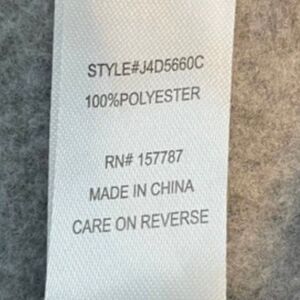 STYLE#J4D5660C
100%POLYESTER
RN# 157787
MADE IN CHINA
CARE ON REVERSE